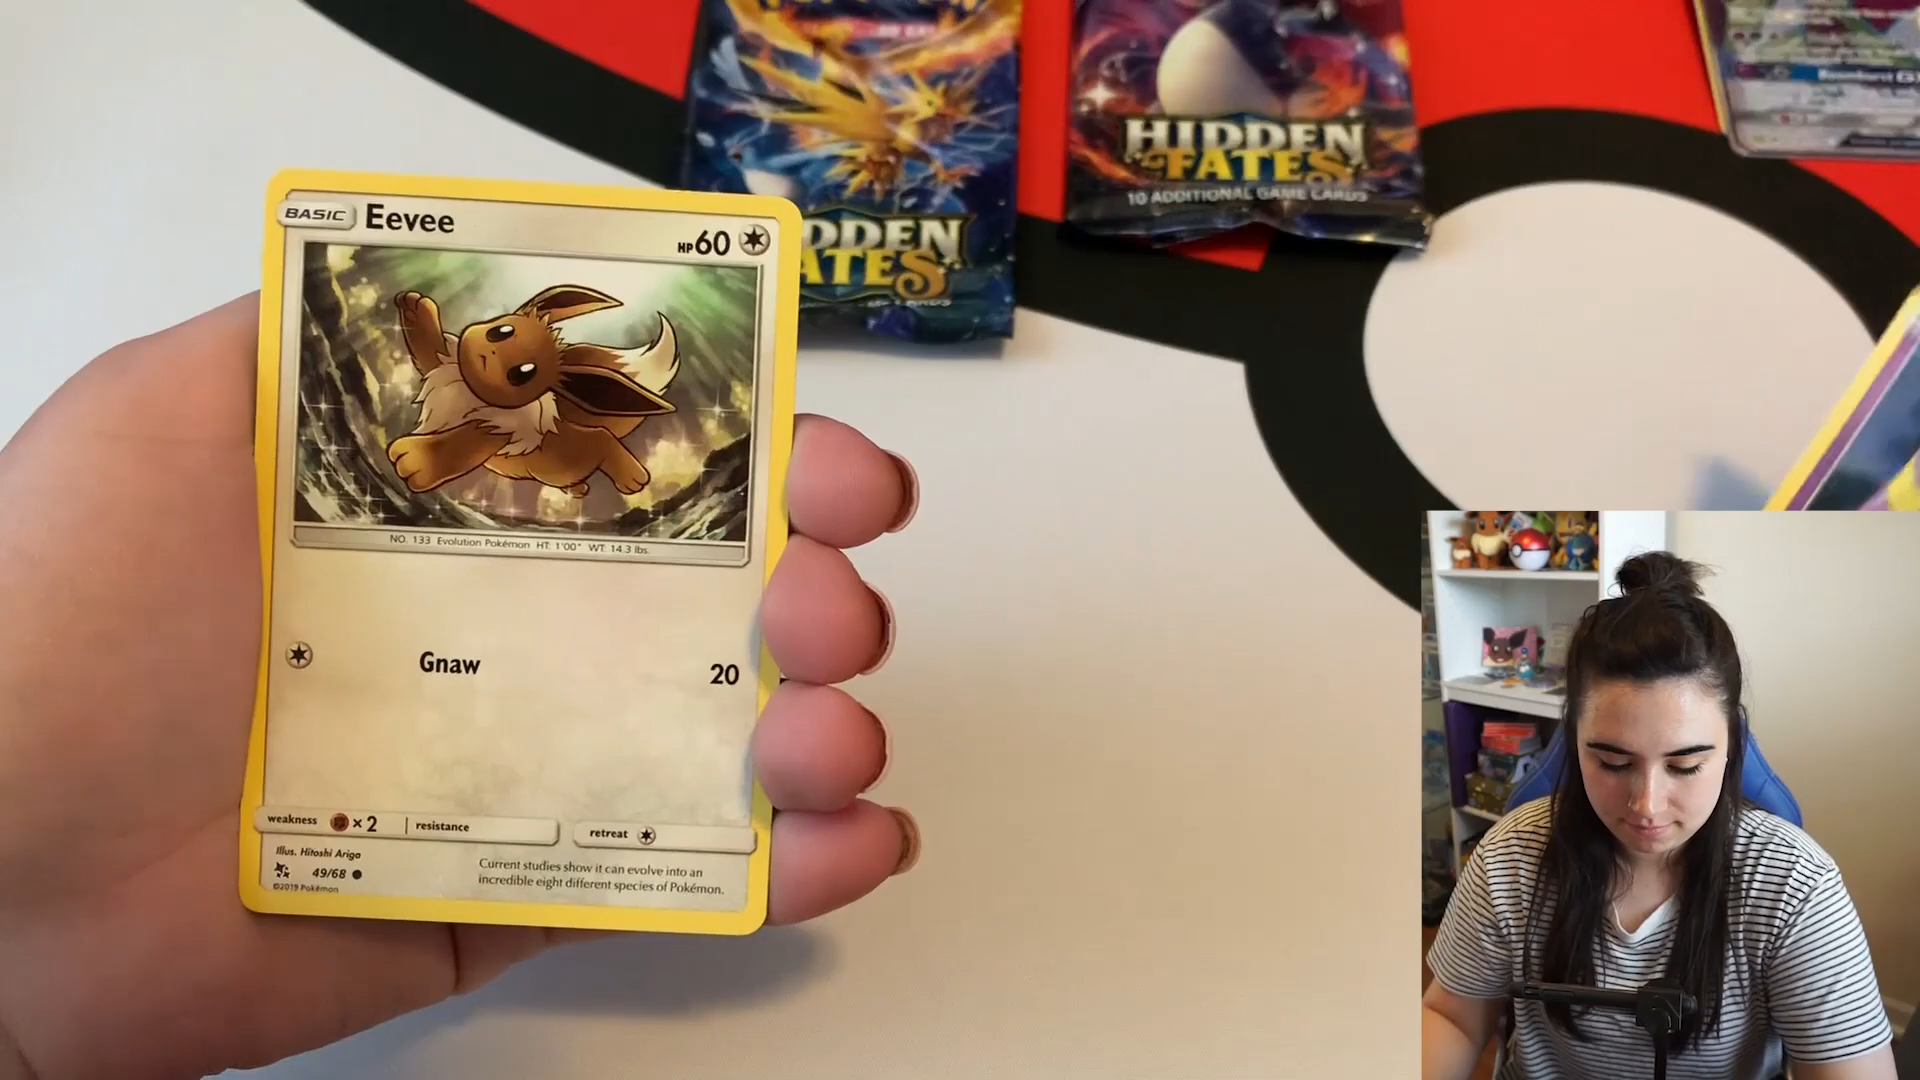 HIDDEN
FATES
10 ADDITIONAL GAME CARDS
DDEN
ATES
BASIC Eevee
HP60
NO. 133 Evolution Pokémon HT: 1'00" WT: 14.3 lbs.
Gnaw 20
weakness ×2 resistance
retreat
Illus. Hitoshi Ariga
49/68
©2019 Pokémon
Current studies show it can evolve into an
incredible eight different species of Pokémon.